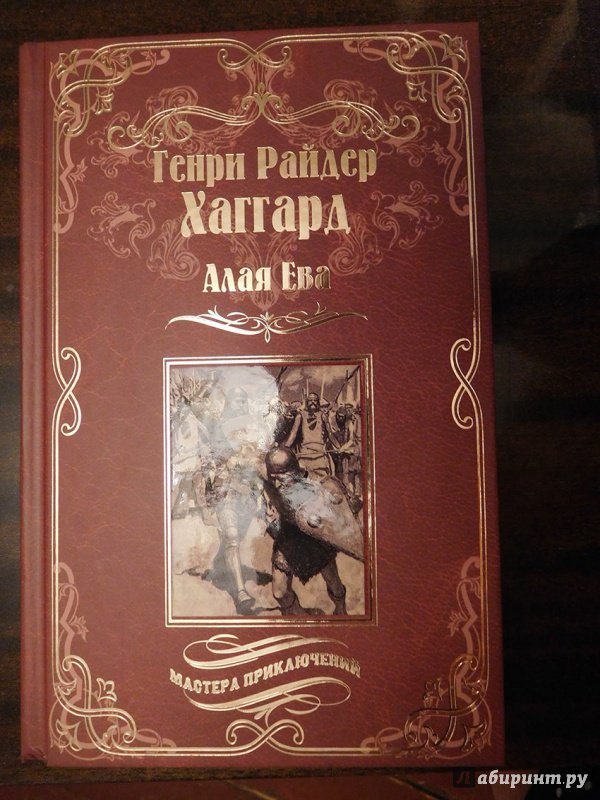 Генри Райдер
Хаггард
Алая Ева
МАСТЕРА ПРИКЛЮЧЕНИЙ
Лабиринт.ру